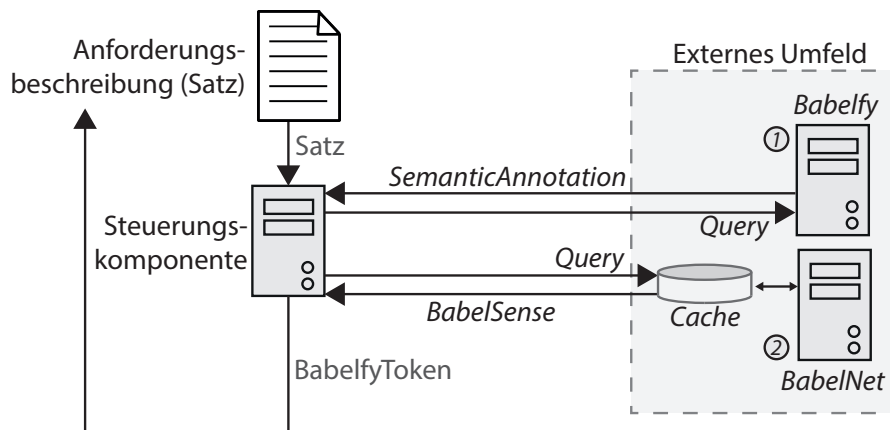 Anforderungs-
beschreibung (Satz)
Externes Umfeld
Babelfy
1
Satz
SemanticAnnotation
Query
Steuerungs-
komponente
Query
BabelSense
Cache
2
BabelNet
BabelfyToken